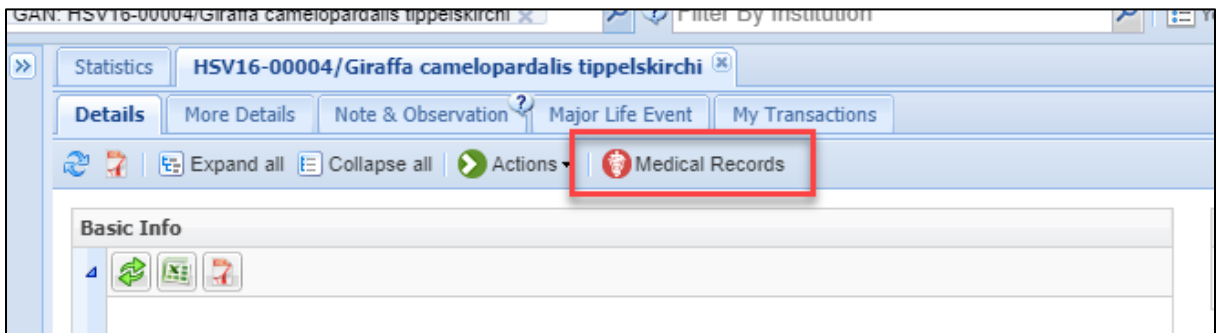 GAN: HSV16-00004/Giraffa camelopardalis tippelskirchi Filter By Institution
Statistics HSV16-00004/Giraffa camelopardalis tippelskirchi
Details More Details Note & Observation ? Major Life Event My Transactions
Expand all Collapse all Actions Medical Records
Basic Info